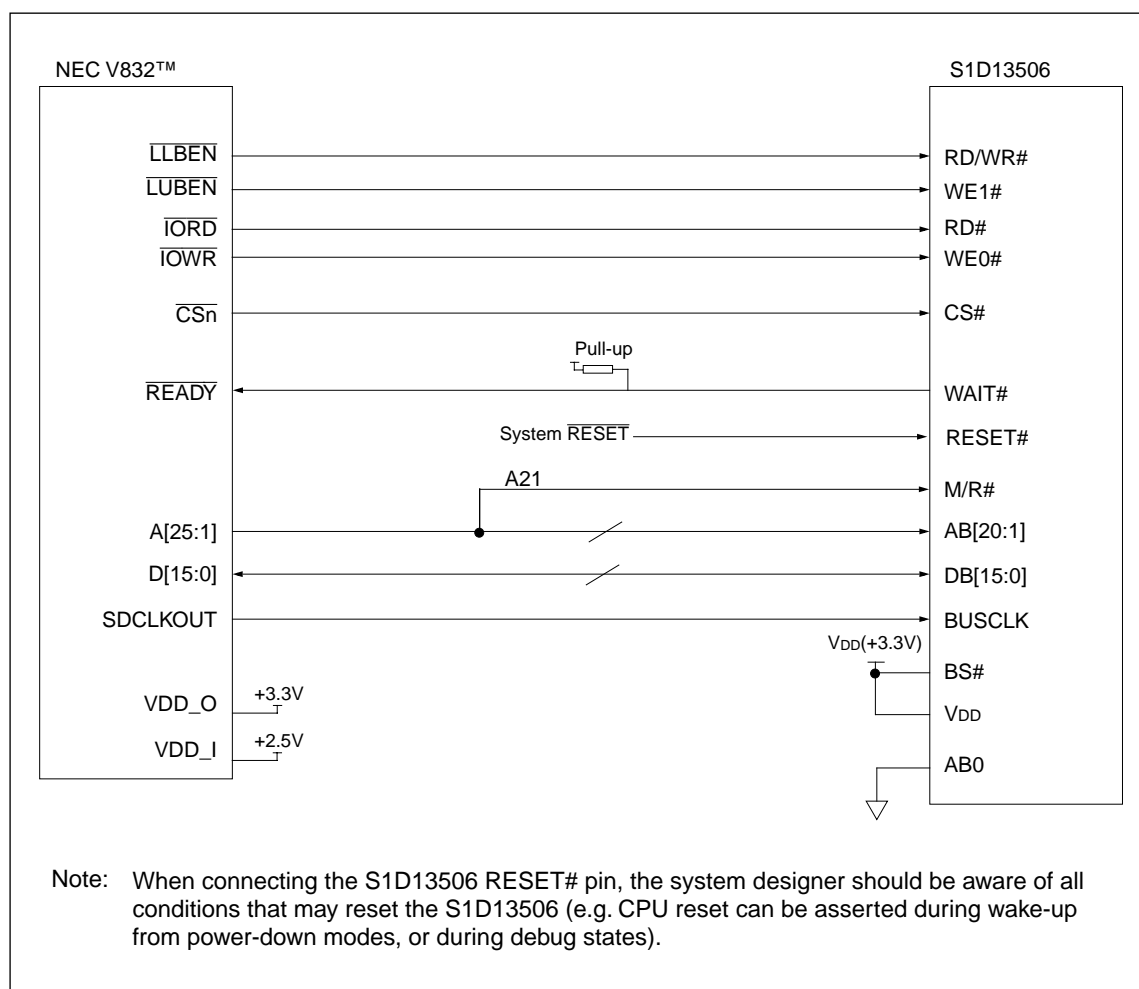 NEC V832™
S1D13506
LLBEN
RD/WR#
LUBEN
WE1#
IORD
RD#
IOWR
WE0#
CSn
CS#
Pull-up
READY
WAIT#
System RESET
RESET#
A21
M/R#
A[25:1]
AB[20:1]
D[15:0]
DB[15:0]
SDCLKOUT
BUSCLK
VDD(+3.3V)
BS#
VDD_O
+3.3V
VDD
VDD_I
+2.5V
AB0
Note: When connecting the S1D13506 RESET# pin, the system designer should be aware of all
conditions that may reset the S1D13506 (e.g. CPU reset can be asserted during wake-up
from power-down modes, or during debug states).